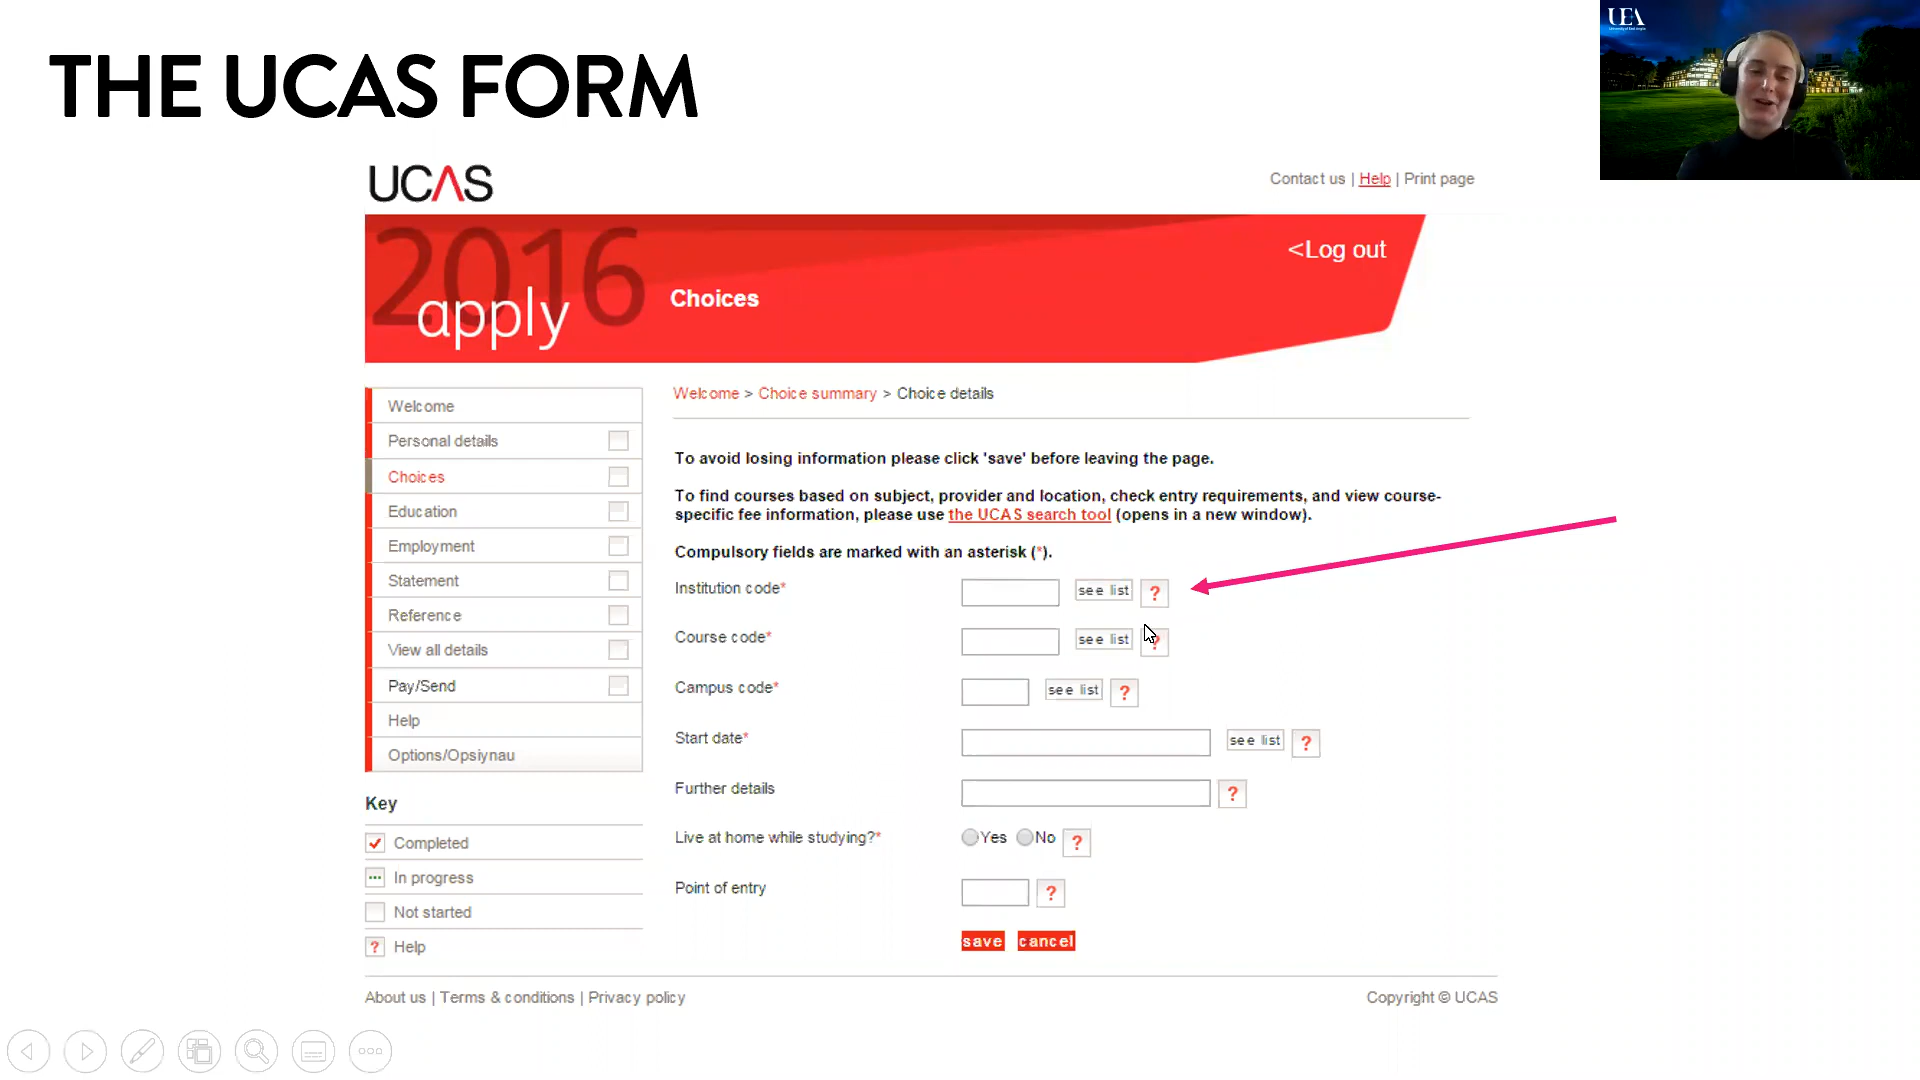 THE UCAS FORM
UEA
UCAS
Contact us | Help | Print page
2016
apply
Choices
<Log out
Welcome
Personal details
Choices
Education
Employment
Statement
Reference
View all details
Pay/Send
Help
Options/Opsiynau
Key
Completed
In progress
Not started
? Help
Welcome > Choice summary > Choice details
To avoid losing information please click 'save' before leaving the page.
To find courses based on subject, provider and location, check entry requirements, and view course-
specific fee information, please use the UCAS search tool (opens in a new window).
Compulsory fields are marked with an asterisk (*).
Institution code* see list ?
Course code* see list ?
Campus code* see list ?
Start date* see list ?
Further details ?
Live at home while studying?* Yes No ?
Point of entry ?
save cancel
About us | Terms & conditions | Privacy policy
Copyright © UCAS